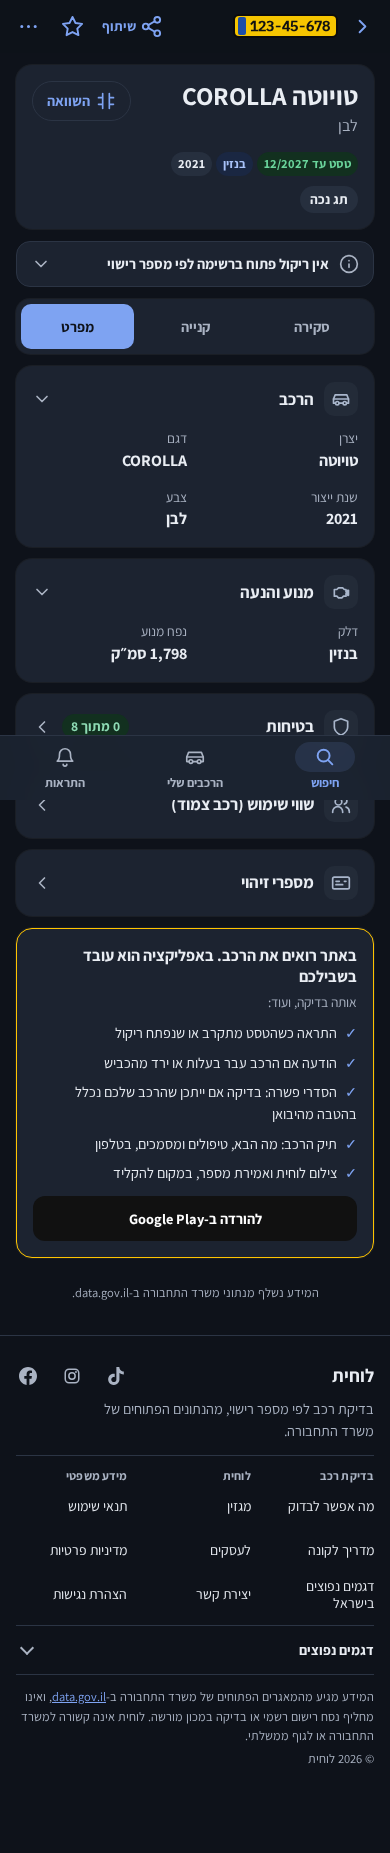 123-45-678
שיתוף
טויוטה COROLLA
השוואה
לבן
טסט עד 12/2027
בנזין
2021
תג נכה
אין ריקול פתוח ברשימה לפי מספר רישוי
סקירה
קנייה
מפרט
הרכב
יצרן
דגם
טויוטה
COROLLA
שנת ייצור
צבע
2021
לבן
מנוע והנעה
דלק
נפח מנוע
בנזין
1,798 סמ״ק
בטיחות
0 מתוך 8
חיפוש
הרכבים שלי
התראות
שווי שימוש (רכב צמוד)
מספרי זיהוי
באתר רואים את הרכב. באפליקציה הוא עובד
בשבילכם
אותה בדיקה, ועוד:
✓ התראה כשהטסט מתקרב או שנפתח ריקול
✓ הודעה אם הרכב עבר בעלות או ירד מהכביש
✓ הסדרי פשרה: בדיקה אם ייתכן שהרכב שלכם נכלל
בהטבה מהיבואן
✓ תיק הרכב: מה הבא, טיפולים ומסמכים, בטלפון
✓ צילום לוחית ואמירת מספר, במקום להקליד
להורדה ב-Google Play
המידע נשלף מנתוני משרד התחבורה ב-data.gov.il.
לוחית
בדיקת רכב לפי מספר רישוי, מהנתונים הפתוחים של
משרד התחבורה.
בדיקת רכב
לוחית
מידע משפטי
מה אפשר לבדוק
מגזין
תנאי שימוש
מדריך לקונה
לעסקים
מדיניות פרטיות
דגמים נפוצים
בישראל
יצירת קשר
הצהרת נגישות
דגמים נפוצים
המידע מגיע מהמאגרים הפתוחים של משרד התחבורה ב-data.gov.il, ואינו
מחליף נסח רישום רשמי או בדיקה במכון מורשה. לוחית אינה קשורה למשרד
התחבורה או לגוף ממשלתי.
© 2026 לוחית